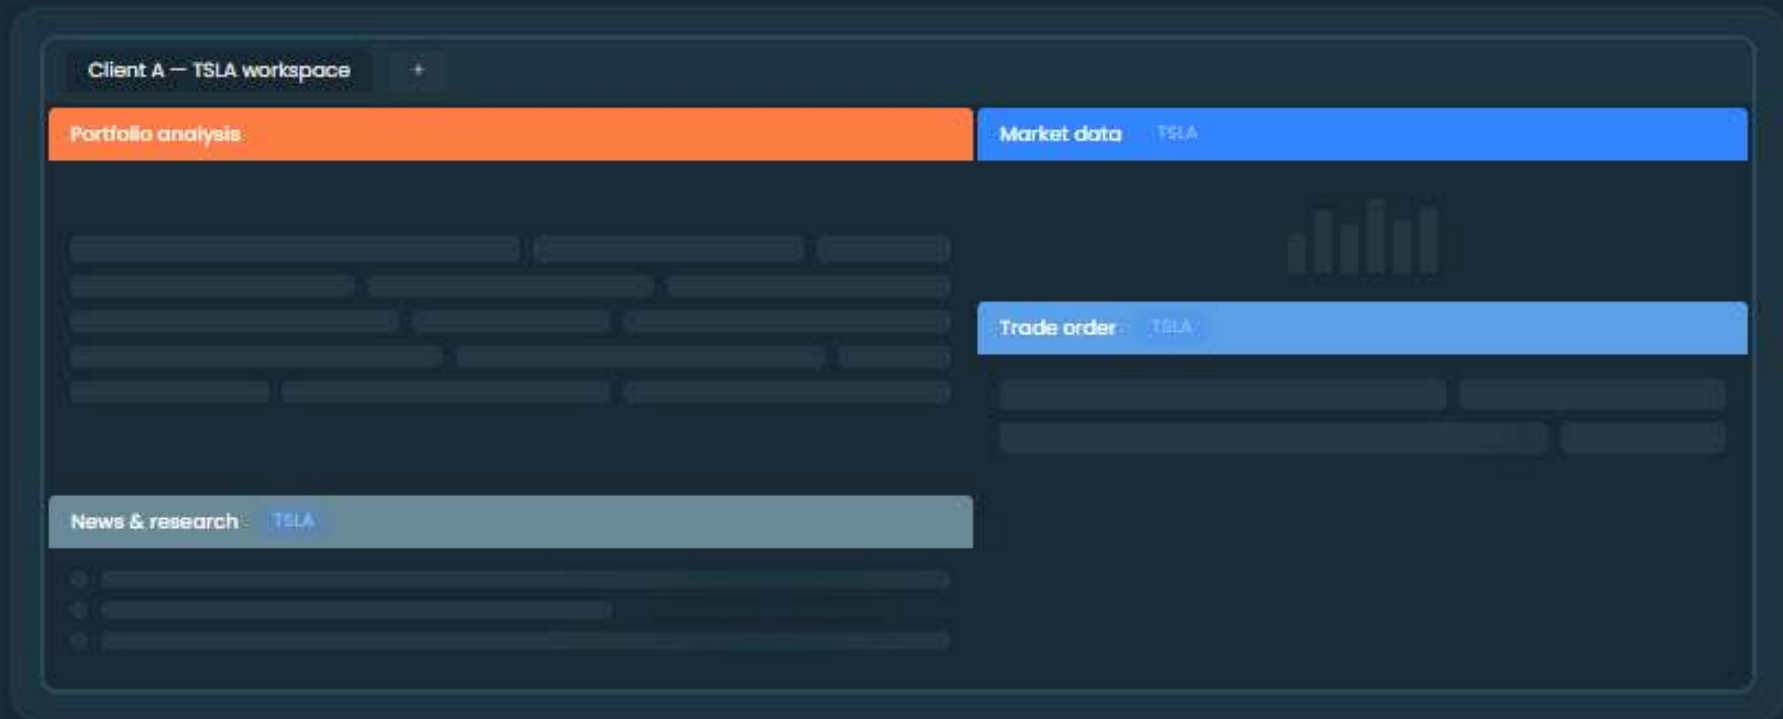 Client A — TSLA workspace +
Portfolio analysis
Market data TSLA
Trade order TSLA
News & research TSLA